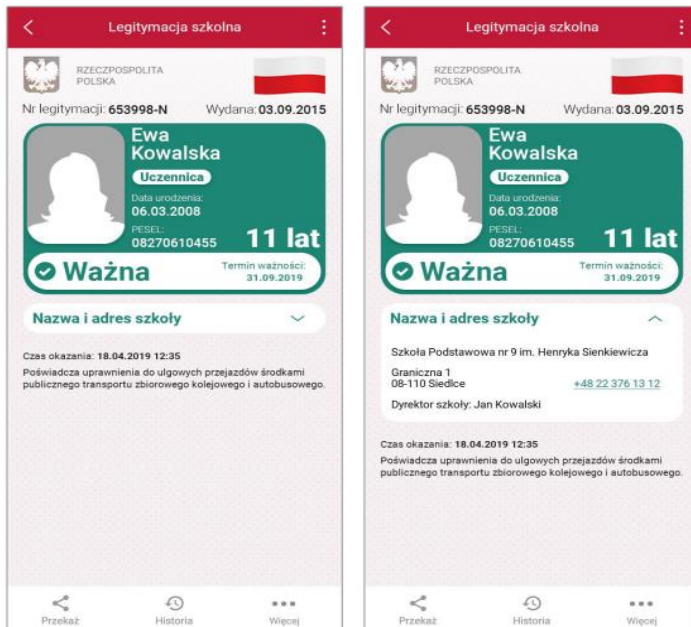 Legitymacja szkolna
RZECZPOSPOLITA
POLSKA
Nr legitymacji: 653998-N Wydana: 03.09.2015
Ewa
Kowalska
Uczennica
Data urodzenia:
06.03.2008
PESEL:
08270610455
11 lat
Ważna
Termin ważności:
31.09.2019
Nazwa i adres szkoły
Czas okazania: 18.04.2019 12:35
Poświadcza uprawnienia do ulgowych przejazdów środkami
publicznego transportu zbiorowego kolejowego i autobusowego.
Przekaż Historia Więcej
Legitymacja szkolna
RZECZPOSPOLITA
POLSKA
Nr legitymacji: 653998-N Wydana: 03.09.2015
Ewa
Kowalska
Uczennica
Data urodzenia:
06.03.2008
PESEL:
08270610455
11 lat
Ważna
Termin ważności:
31.09.2019
Nazwa i adres szkoły
Szkoła Podstawowa nr 9 im. Henryka Sienkiewicza
Graniczna 1
08-110 Siedlce +48 22 376 13 12
Dyrektor szkoły: Jan Kowalski
Czas okazania: 18.04.2019 12:35
Poświadcza uprawnienia do ulgowych przejazdów środkami
publicznego transportu zbiorowego kolejowego i autobusowego.
Przekaż Historia Więcej